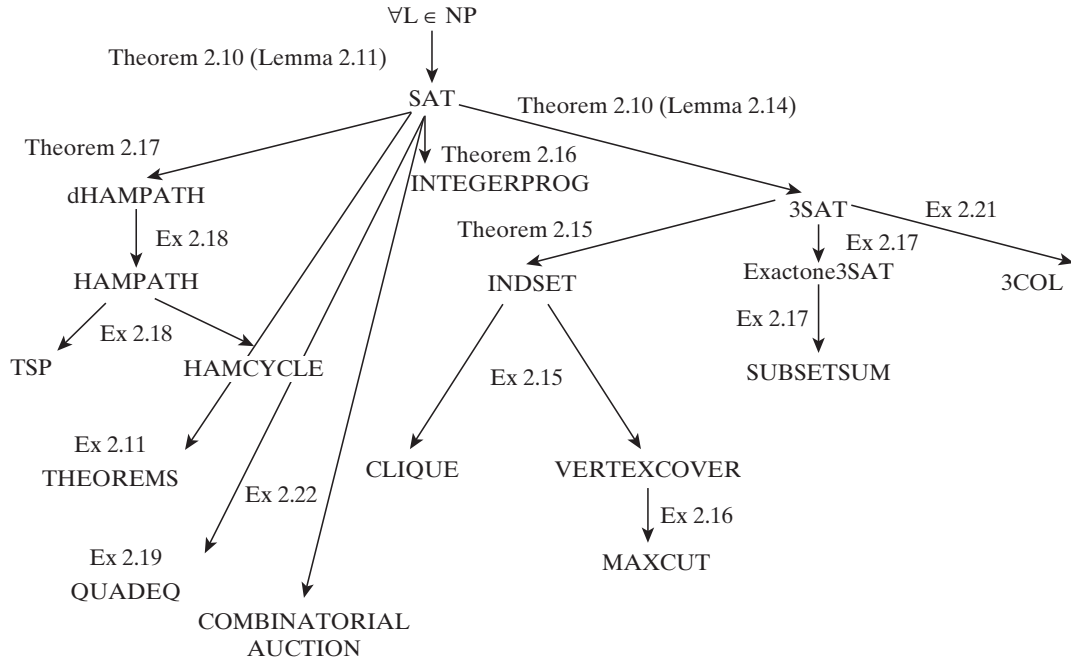 ∀L ∈ NP
Theorem 2.10 (Lemma 2.11)
SAT
Theorem 2.10 (Lemma 2.14)
Theorem 2.17
Theorem 2.16
INTEGERPROG
dHAMPATH
3SAT
Ex 2.21
Ex 2.18
Theorem 2.15
Ex 2.17
Exactone3SAT
HAMPATH
INDSET
3COL
Ex 2.18
Ex 2.17
TSP
HAMCYCLE
Ex 2.15
SUBSETSUM
Ex 2.11
THEOREMS
CLIQUE
VERTEXCOVER
Ex 2.22
Ex 2.16
Ex 2.19
QUADEQ
MAXCUT
COMBINATORIAL
AUCTION